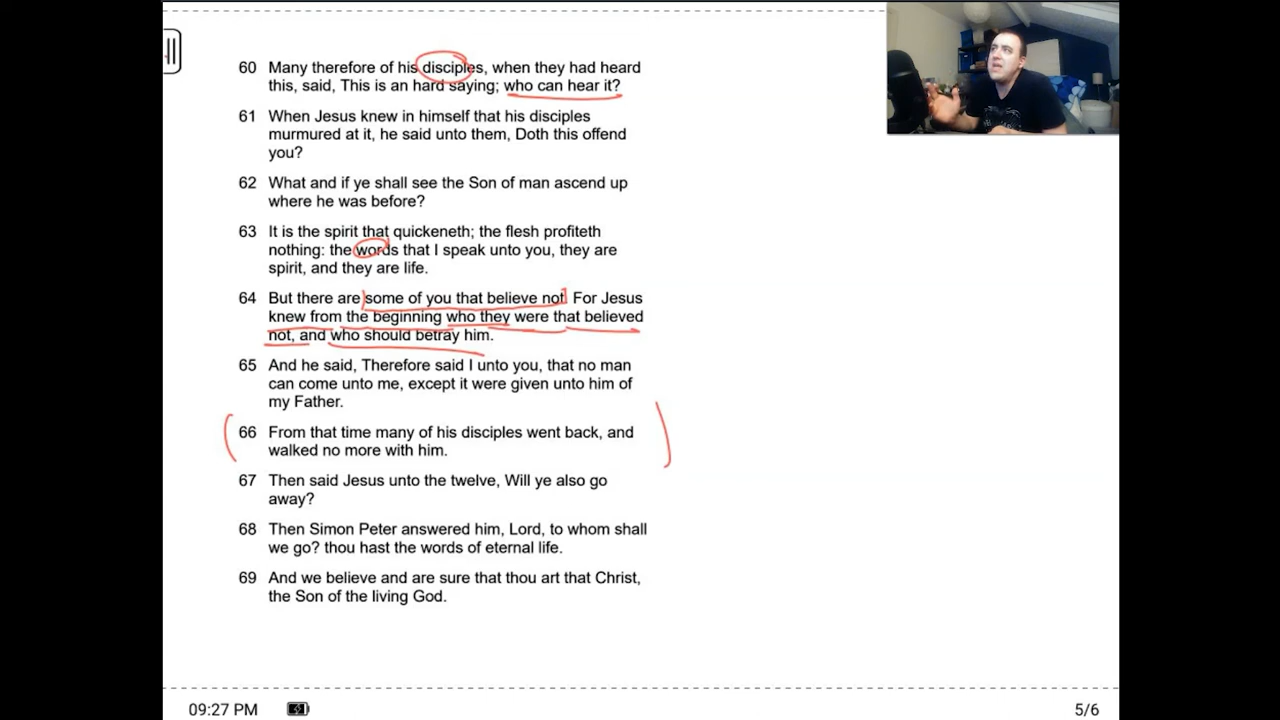 60 Many therefore of his disciples, when they had heard
this, said, This is an hard saying; who can hear it?
61 When Jesus knew in himself that his disciples
murmured at it, he said unto them, Doth this offend
you?
62 What and if ye shall see the Son of man ascend up
where he was before?
63 It is the spirit that quickeneth; the flesh profiteth
nothing: the words that I speak unto you, they are
spirit, and they are life.
64 But there are some of you that believe not. For Jesus
knew from the beginning who they were that believed
not, and who should betray him.
65 And he said, Therefore said I unto you, that no man
can come unto me, except it were given unto him of
my Father.
66 From that time many of his disciples went back, and
walked no more with him.
67 Then said Jesus unto the twelve, Will ye also go
away?
68 Then Simon Peter answered him, Lord, to whom shall
we go? thou hast the words of eternal life.
69 And we believe and are sure that thou art that Christ,
the Son of the living God.
09:27 PM
5/6